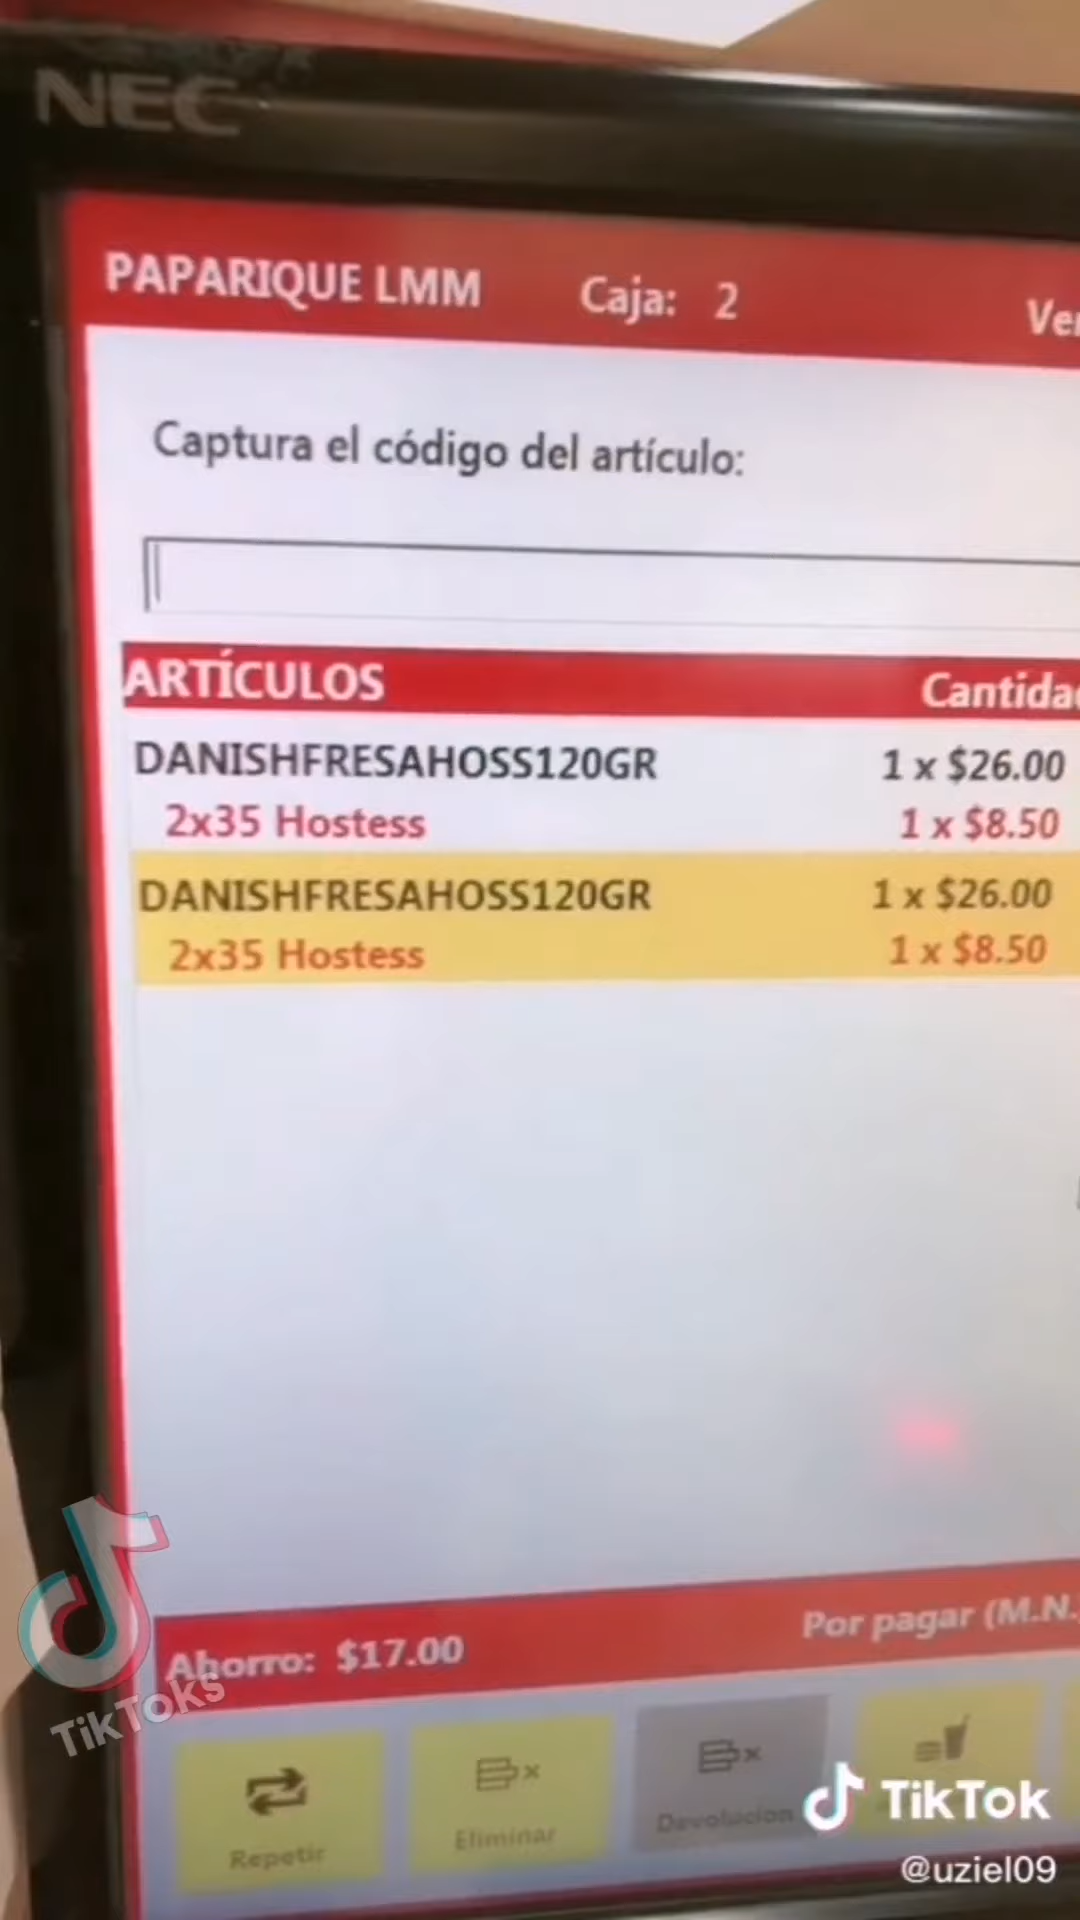 NEC
PAPARIQUE LMM Caja: 2
Captura el código del artículo:
ARTÍCULOS
DANISHFRESAHOSS120GR 1 x $26.00
2x35 Hostess 1 x $8.50
DANISHFRESAHOSS120GR 1 x $26.00
2x35 Hostess 1 x $8.50
Por pagar (M.N.
Ahorro: $17.00
TikToks
Repetir
Eliminar
Devolucion
TikTok
@uziel09